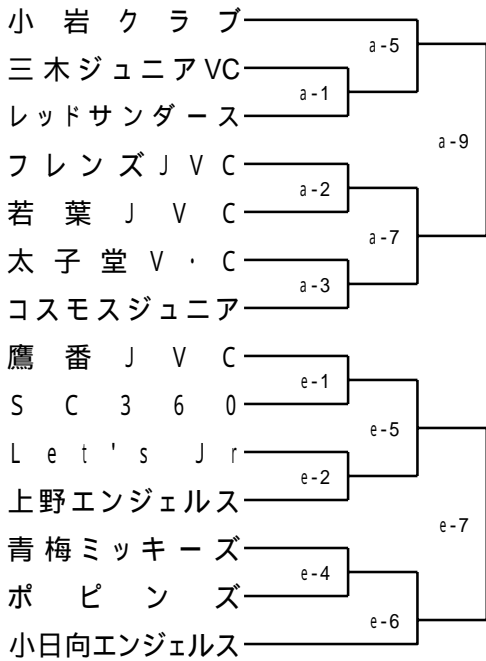 小岩クラブ
a-5
三木ジュニアVC
a-1
レッドサンダース
a-9
フレンズJVC
a-2
若葉JVC
a-7
太子堂V・C
a-3
コスモスジュニア
鷹番JVC
e-1
SC360
e-5
Let's Jr
e-2
上野エンジェルス
e-7
青梅ミッキーズ
e-4
ポピンズ
e-6
小日向エンジェルス